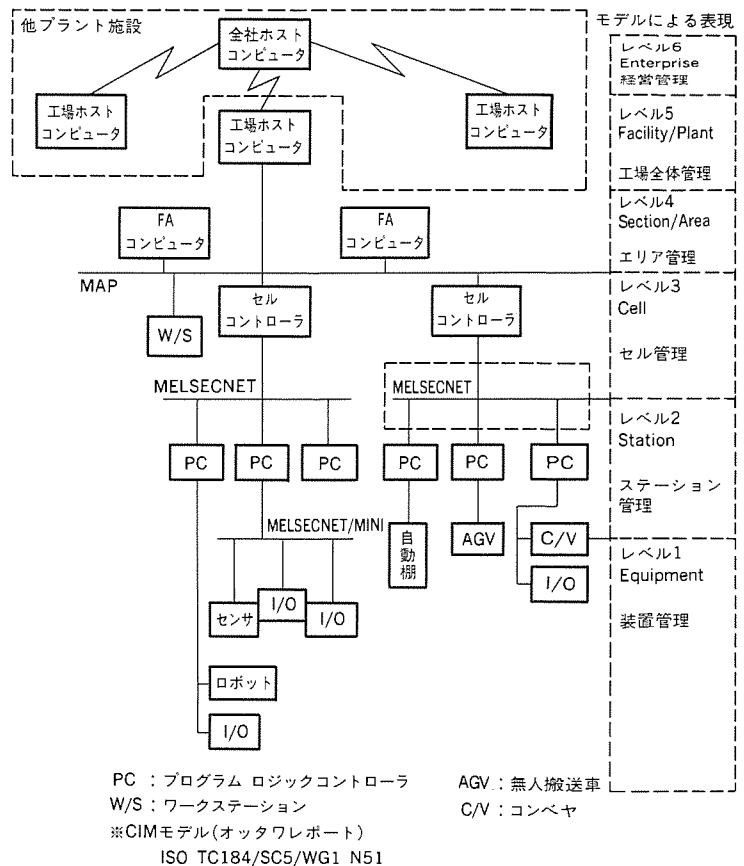 他プラント施設
モデルによる表現
全社ホスト
コンピュータ
工場ホスト
コンピュータ
工場ホスト
コンピュータ
工場ホスト
コンピュータ
レベル6
Enterprise
経営管理
レベル5
Facility/Plant
工場全体管理
FA
コンピュータ
FA
コンピュータ
レベル4
Section/Area
エリア管理
MAP
W/S
セル
コントローラ
セル
コントローラ
レベル3
Cell
セル管理
MELSECNET
MELSECNET
PC
PC
PC
PC
PC
PC
レベル2
Station
ステーション
管理
MELSECNET/MINI
自動棚
AGV
C/V
I/O
センサ
I/O
I/O
レベル1
Equipment
装置管理
ロボット
I/O
PC:プログラム ロジックコントローラ
AGV:無人搬送車
W/S:ワークステーション
C/V:コンベヤ
※CIMモデル(オッタワレポート)
ISO TC184/SC5/WG1 N51